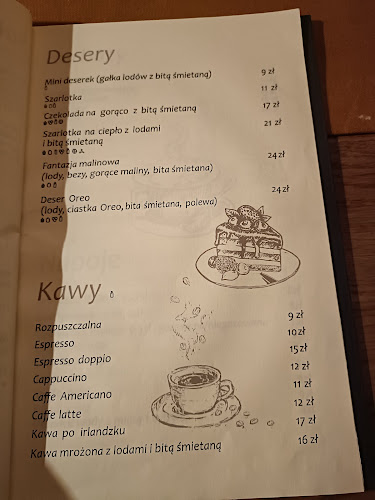 Desery
Mini deserek (gałka lodów z bitą śmietaną) 9 zł
Szarlotka 11 zł
Czekolada na gorąco z bitą śmietaną 17 zł
Szarlotka na ciepło z lodami 21 zł
i bitą śmietaną
Fantazja malinowa 24 zł
(lody, bezy, gorące maliny, bita śmietana)
Deser Oreo 24 zł
(lody, ciastka Oreo, bita śmietana, polewa)
Kawy
Rozpuszczalna 9 zł
Espresso 10 zł
Espresso doppio 15 zł
Cappuccino 12 zł
Caffe Americano 11 zł
Caffe latte 12 zł
Kawa po irlandzku 17 zł
Kawa mrożona z lodami i bitą śmietaną 16 zł